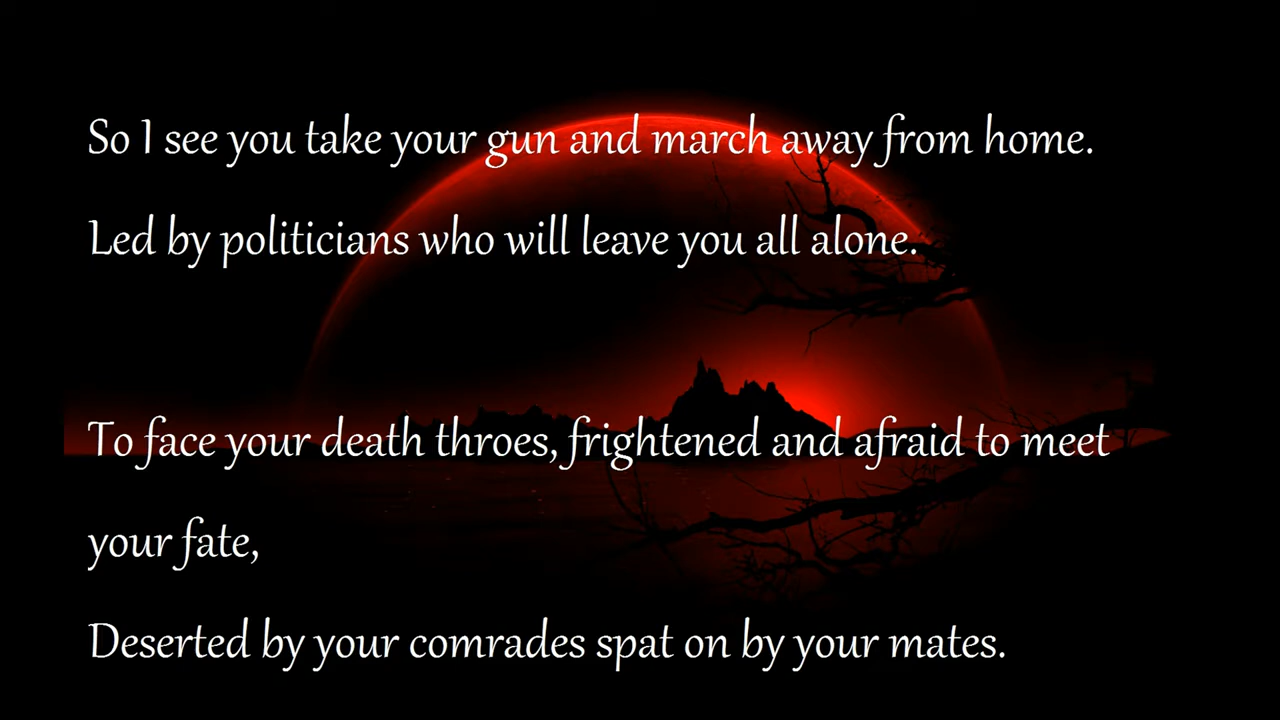 So I see you take your gun and march away from home.
Led by politicians who will leave you all alone.
To face your death throes, frightened and afraid to meet
your fate,
Deserted by your comrades spat on by your mates.